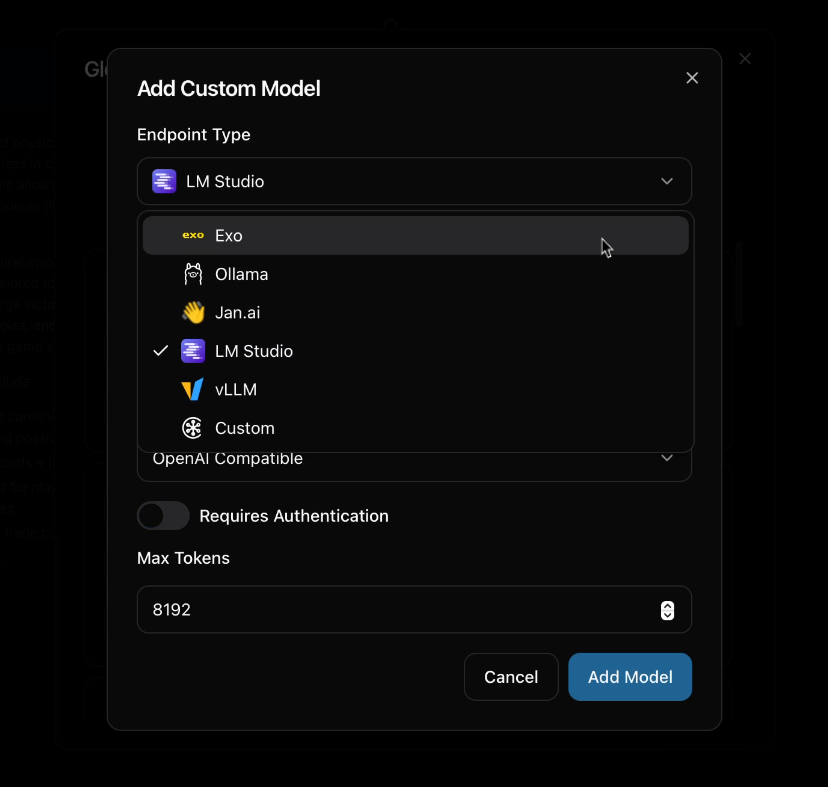 Gl
Add Custom Model
Endpoint Type
LM Studio
exo Exo
Ollama
Jan.ai
LM Studio
vLLM
Custom
OpenAI Compatible
Requires Authentication
Max Tokens
8192
Cancel
Add Model